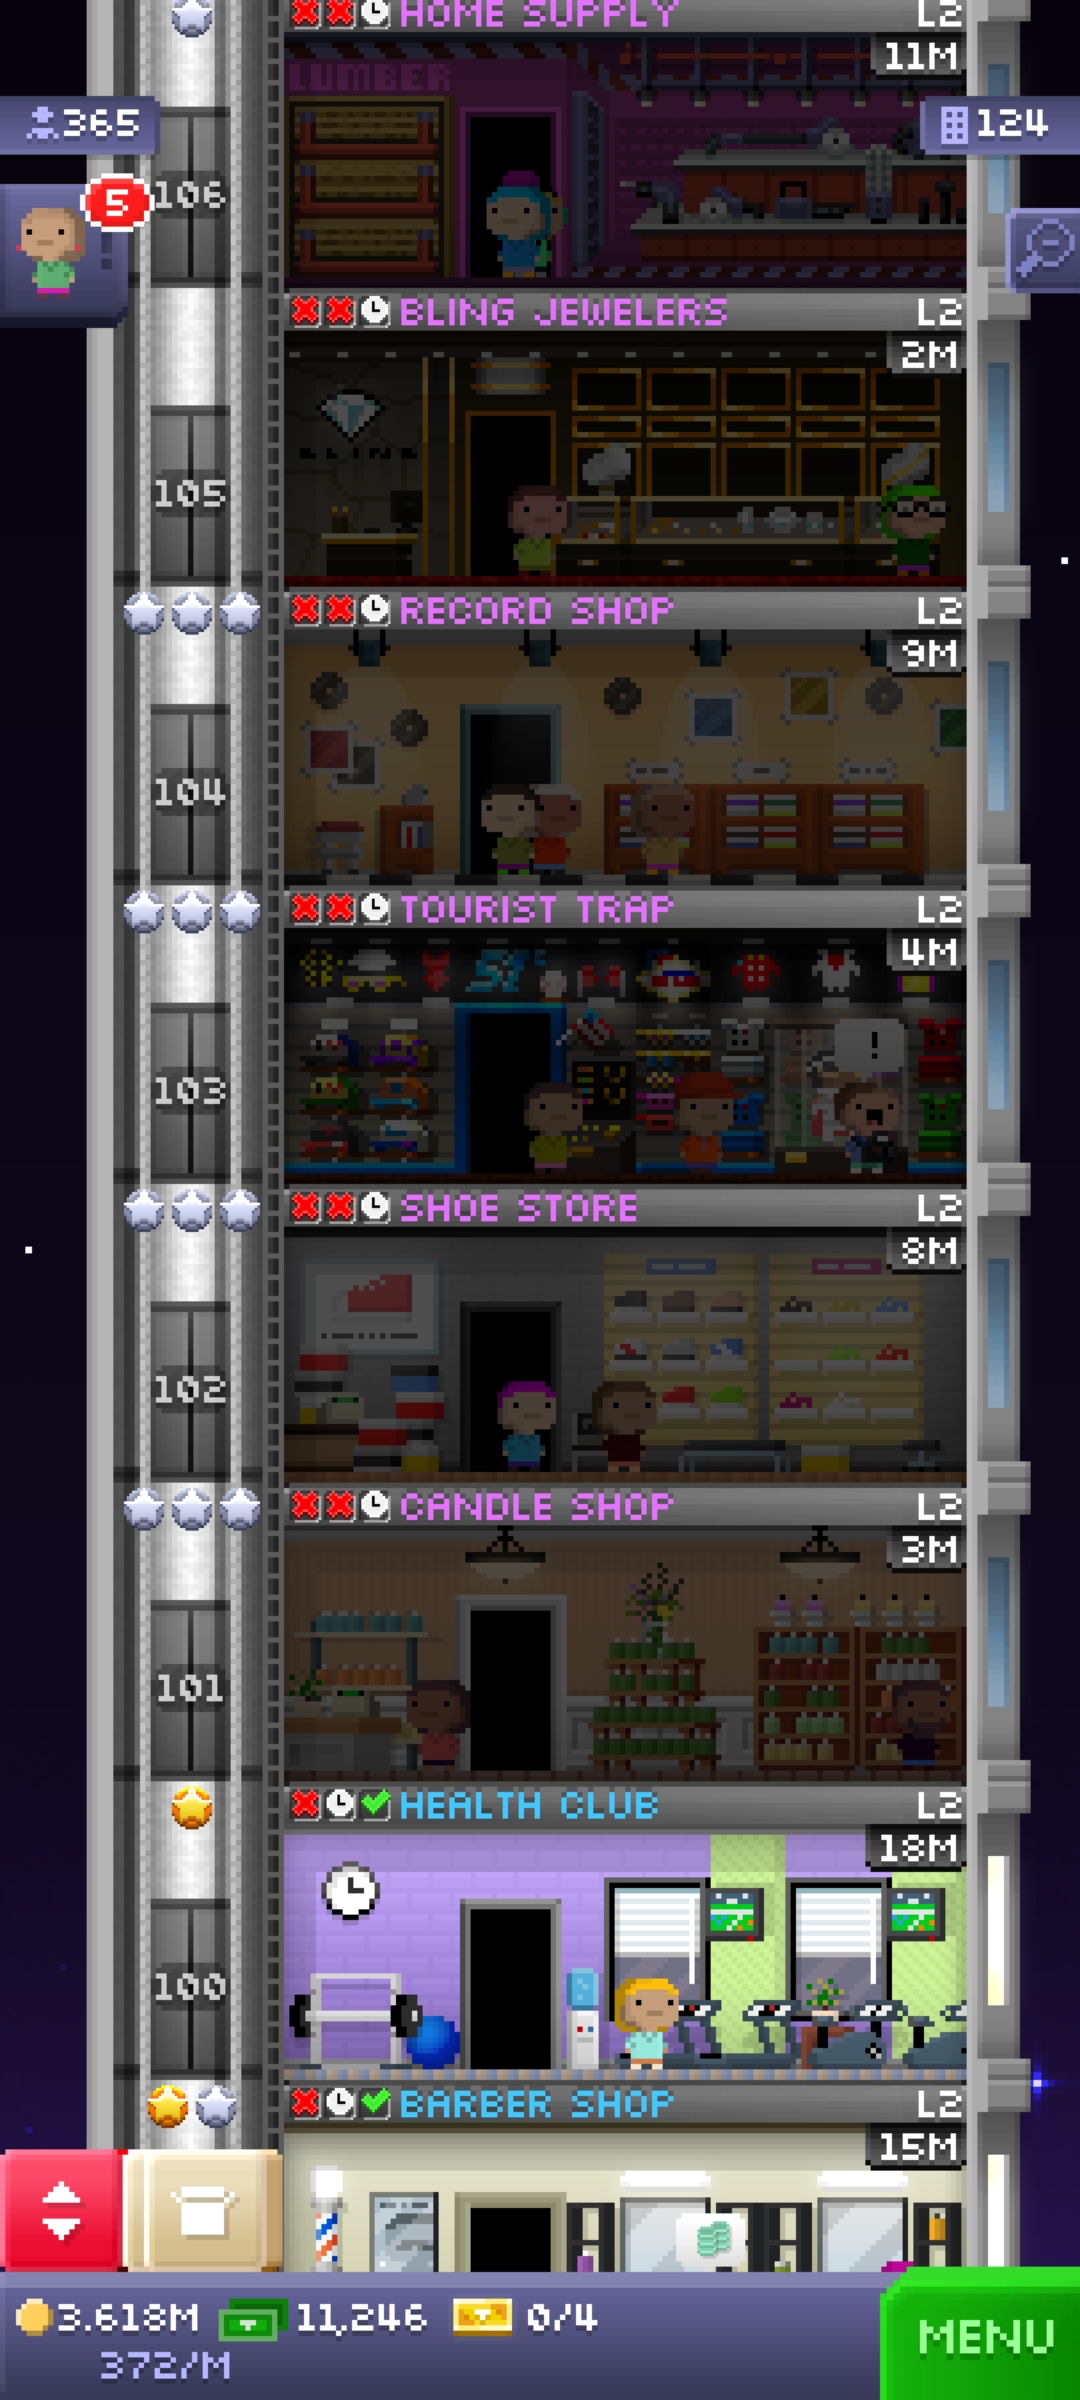 HOME SUPPLY L2
11M
LUMBER
365
124
5
106
BLING JEWELERS L2
2M
BLING
105
RECORD SHOP L2
9M
104
TOURIST TRAP L2
4M
!
103
SHOE STORE L2
8M
102
CANDLE SHOP L2
3M
101
HEALTH CLUB L2
18M
100
BARBER SHOP L2
15M
3.618M 11,246 0/4
372/M
MENU